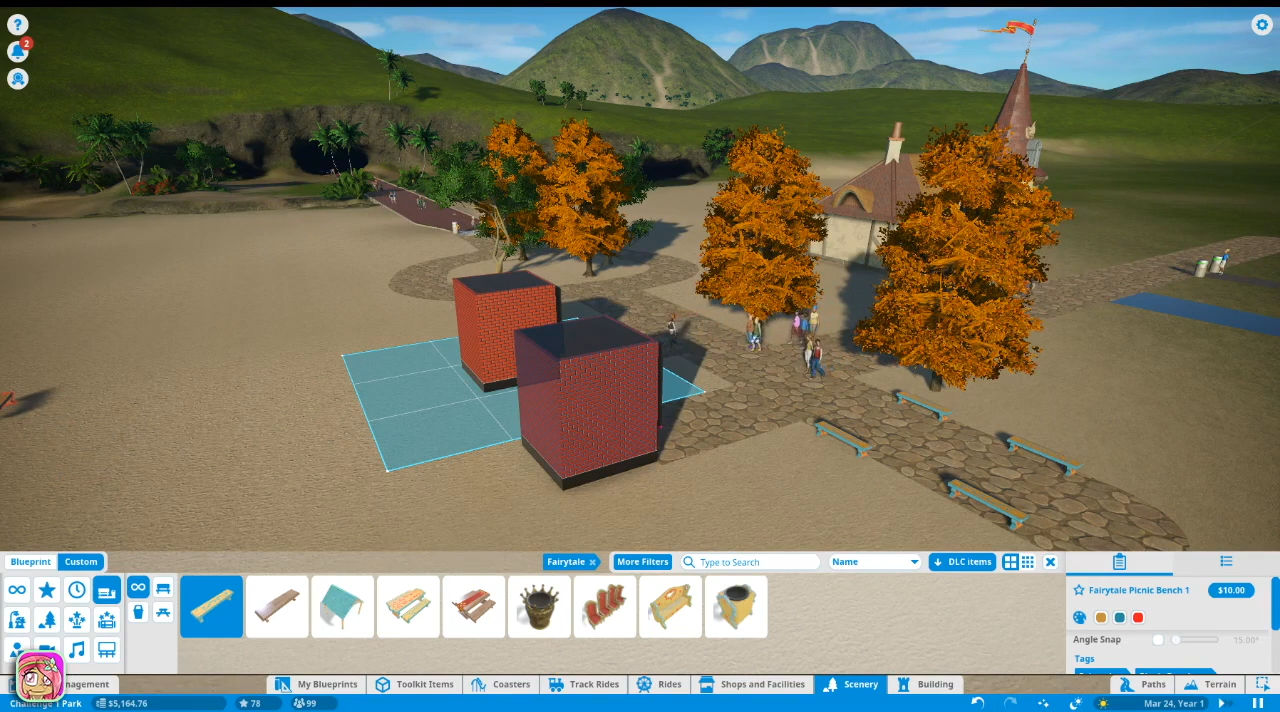 ?
2
Blueprint
Custom
Fairytale ×
More Filters
Type to Search
Name
DLC items
Fairytale Picnic Bench 1
$10.00
Angle Snap
15.00°
Tags
My Blueprints
Toolkit Items
Coasters
Track Rides
Rides
Shops and Facilities
Scenery
Building
Paths
Terrain
$5,164.76
78
99
Mar 24, Year 1